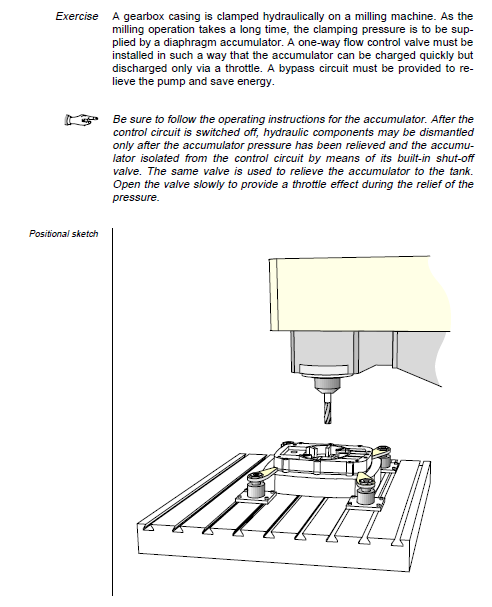 Exercise A gearbox casing is clamped hydraulically on a milling machine. As the
milling operation takes a long time, the clamping pressure is to be sup-
plied by a diaphragm accumulator. A one-way flow control valve must be
installed in such a way that the accumulator can be charged quickly but
discharged only via a throttle. A bypass circuit must be provided to re-
lieve the pump and save energy.
Be sure to follow the operating instructions for the accumulator. After the
control circuit is switched off, hydraulic components may be dismantled
only after the accumulator pressure has been relieved and the accumu-
lator isolated from the control circuit by means of its built-in shut-off
valve. The same valve is used to relieve the accumulator to the tank.
Open the valve slowly to provide a throttle effect during the relief of the
pressure.
Positional sketch